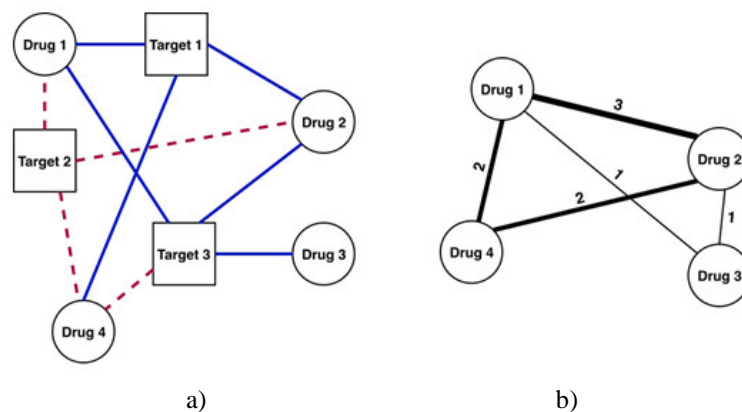 Drug 1
Target 1
Drug 2
Target 2
Target 3
Drug 3
Drug 4
a)
Drug 1
3
Drug 2
2
1
2
1
Drug 4
Drug 3
b)